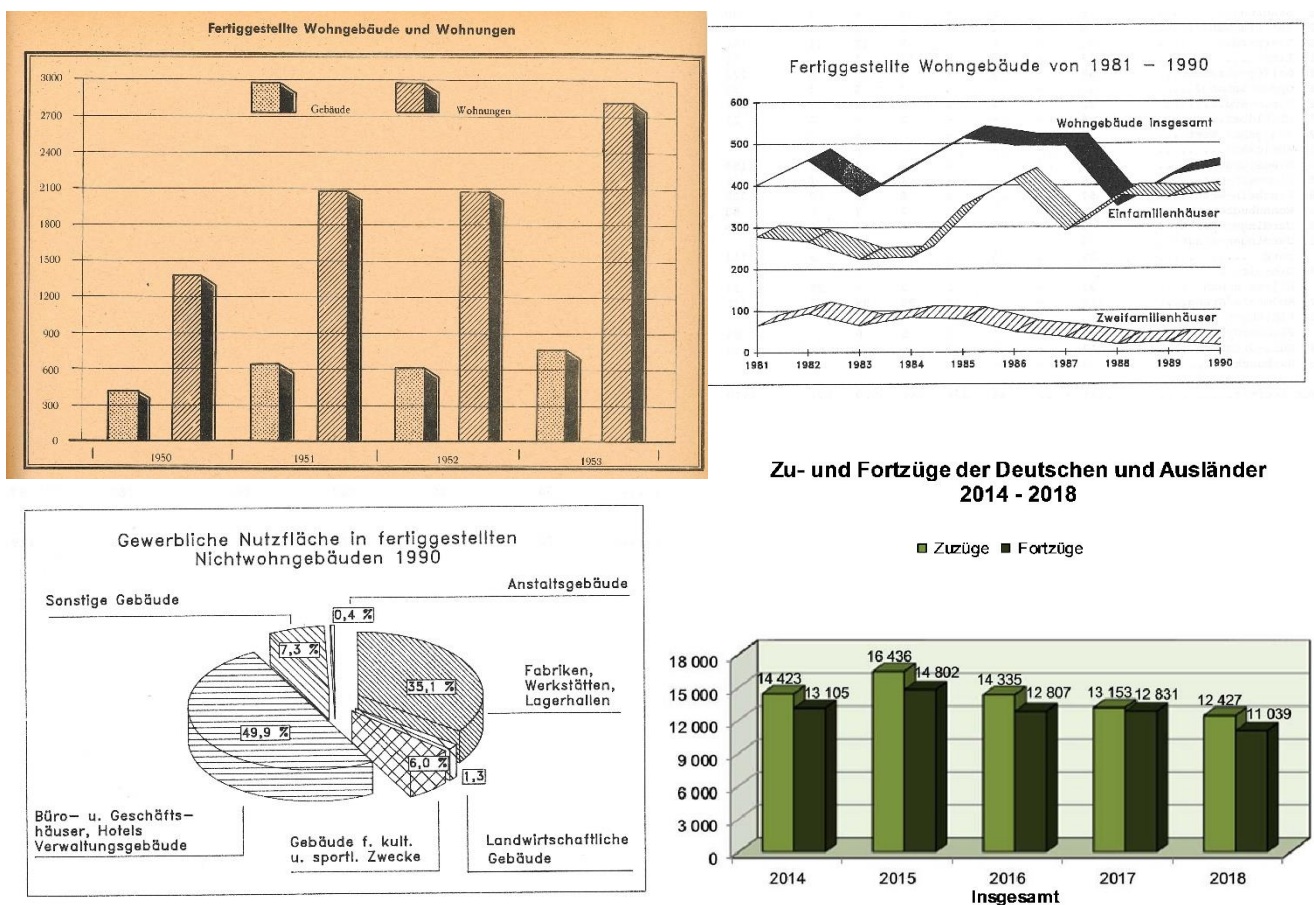 Fertiggestellte Wohngebäude und Wohnungen
3000
2700
2400
2100
1800
1500
1200
900
600
300
0
Gebäude
Wohnungen
1950
1951
1952
1953
Fertiggestellte Wohngebäude von 1981 – 1990
600
500
400
300
200
100
0
Wohngebäude insgesamt
Einfamilienhäuser
Zweifamilienhäuser
1981 1982 1983 1984 1985 1986 1987 1988 1989 1990
Gewerbliche Nutzfläche in fertiggestellten
Nichtwohngebäuden 1990
Anstaltsgebäude
Sonstige Gebäude
0,4 %
7,3 %
35,1 %
Fabriken,
Werkstätten,
Lagerhallen
49,9 %
6,0 %
1,3
Büro- u. Geschäfts-
häuser, Hotels
Verwaltungsgebäude
Gebäude f. kult.
u. sportl. Zwecke
Landwirtschaftliche
Gebäude
Zu- und Fortzüge der Deutschen und Ausländer
2014 - 2018
Zuzüge Fortzüge
18 000
15 000
12 000
9 000
6 000
3 000
0
14 423
13 105
16 436
14 802
14 335
12 807
13 153
12 831
12 427
11 039
2014 2015 2016 2017 2018
Insgesamt